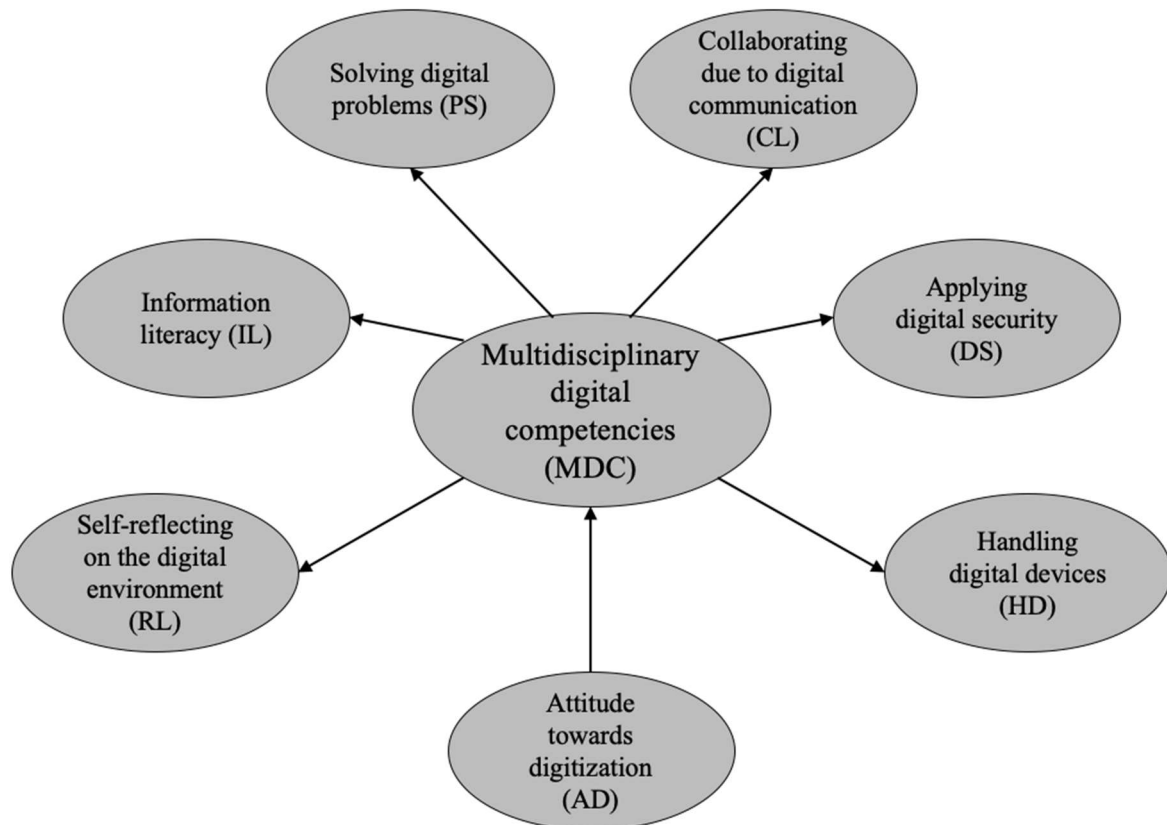 Solving digital
problems (PS)
Collaborating
due to digital
communication
(CL)
Information
literacy (IL)
Applying
digital security
(DS)
Multidisciplinary
digital
competencies
(MDC)
Self-reflecting
on the digital
environment
(RL)
Handling
digital devices
(HD)
Attitude
towards
digitization
(AD)